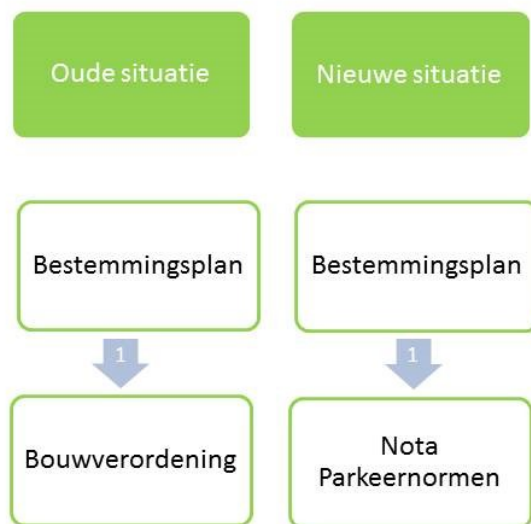 Oude situatie
Nieuwe situatie
Bestemmingsplan
Bestemmingsplan
1
1
Bouwverordening
Nota
Parkeernormen